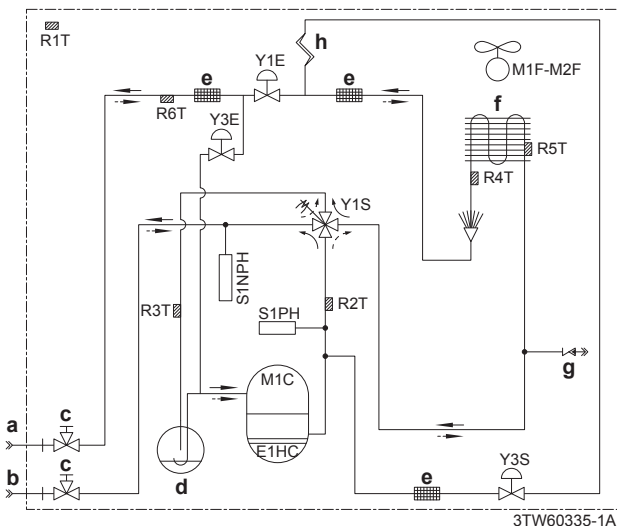 R1T
h
M1F-M2F
Y1E
e
e
f
R6T
Y3E
R5T
R4T
Y1S
S1NPH
R3T
R2T
S1PH
g
M1C
a
c
E1HC
b
c
d
e
Y3S
3TW60335-1A